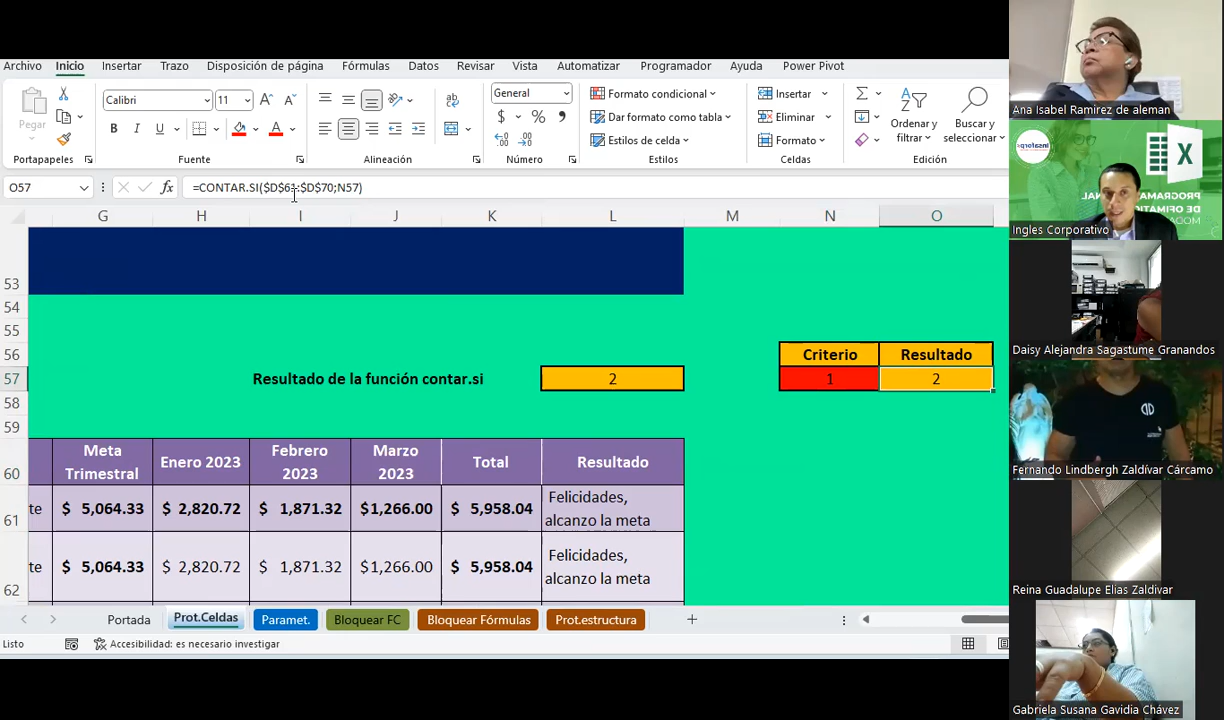 Archivo Inicio Insertar Trazo Disposición de página Fórmulas Datos Revisar Vista Automatizar Programador Ayuda Power Pivot
Pegar
Calibri 11
N K S
General
$ % 000
Formato condicional
Dar formato como tabla
Estilos de celda
Insertar
Eliminar
Formato
Ordenar y filtrar
Buscar y seleccionar
Portapapeles Fuente Alineación Número Estilos Celdas Edición
O57 fx =CONTAR.SI($D$61:$D$70;N57)
G H I J K L M N O
53
54
55
56 Criterio Resultado
57 Resultado de la función contar.si 2 1 2
58
59
60 Meta Trimestral Enero 2023 Febrero 2023 Marzo 2023 Total Resultado
61 te $ 5,064.33 $ 2,820.72 $ 1,871.32 $1,266.00 $ 5,958.04 Felicidades, alcanzo la meta
62 te $ 5,064.33 $ 2,820.72 $ 1,871.32 $1,266.00 $ 5,958.04 Felicidades, alcanzo la meta
Portada Prot.Celdas Paramet. Bloquear FC Bloquear Fórmulas Prot.estructura
Listo Accesibilidad: es necesario investigar
Ana Isabel Ramirez de aleman
Insaforp
X
PROGRAMA NAL
DE OFIMATICA
MODA
Ingles Corporativo
Daisy Alejandra Sagastume Granandos
Fernando Lindbergh Zaldívar Cárcamo
Reina Guadalupe Elias Zaldivar
Gabriela Susana Gavidia Chávez